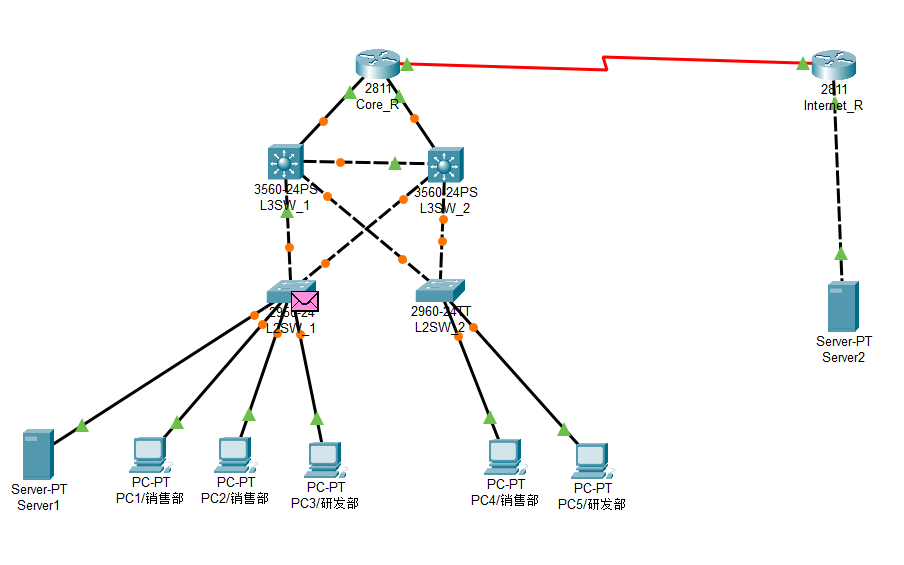 2811
Core_R
2811
Internet_R
3560-24PS
L3SW_1
3560-24PS
L3SW_2
L2SW_1
2960-24TT
L2SW_2
Server-PT
Server2
Server-PT
Server1
PC-PT
PC1/销售部
PC-PT
PC2/销售部
PC-PT
PC3/研发部
PC-PT
PC4/销售部
PC-PT
PC5/研发部